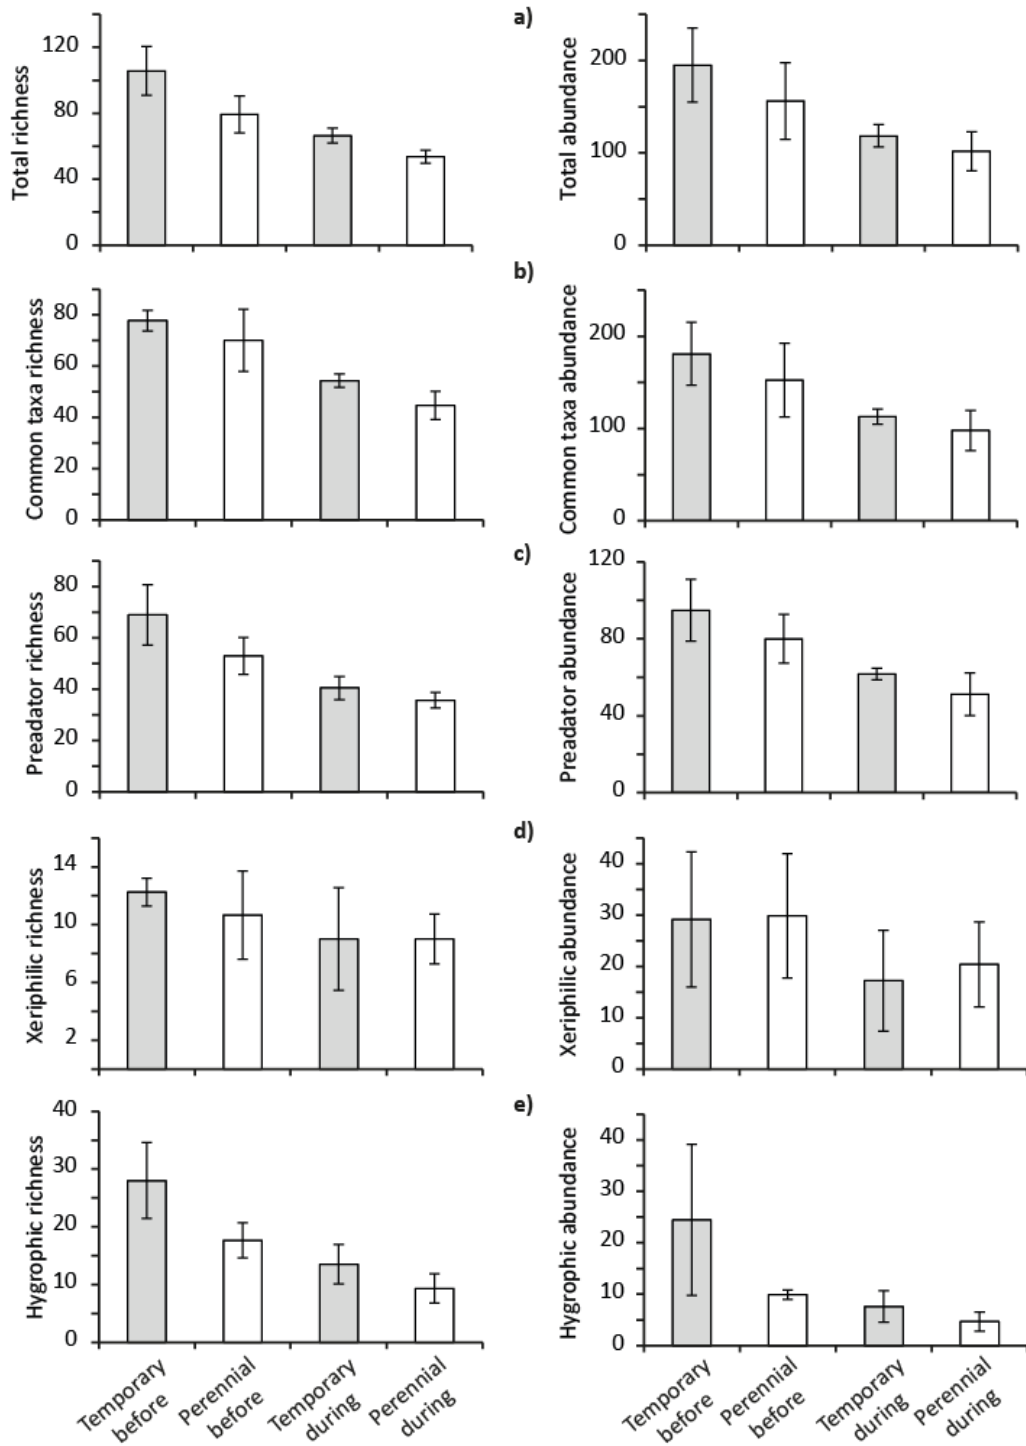 a)
Total richness
120
80
40
0
Total abundance
200
100
0
b)
Common taxa richness
80
60
40
20
0
Common taxa abundance
200
100
0
c)
Preadator richness
80
60
40
20
0
Preadator abundance
120
80
40
0
d)
Xeriphilic richness
14
10
6
2
Xeriphilic abundance
40
30
20
10
0
e)
Hygrophic richness
40
30
20
10
0
Hygrophic abundance
40
30
20
10
0
Temporary
before
Perennial
before
Temporary
during
Perennial
during
Temporary
before
Perennial
before
Temporary
during
Perennial
during